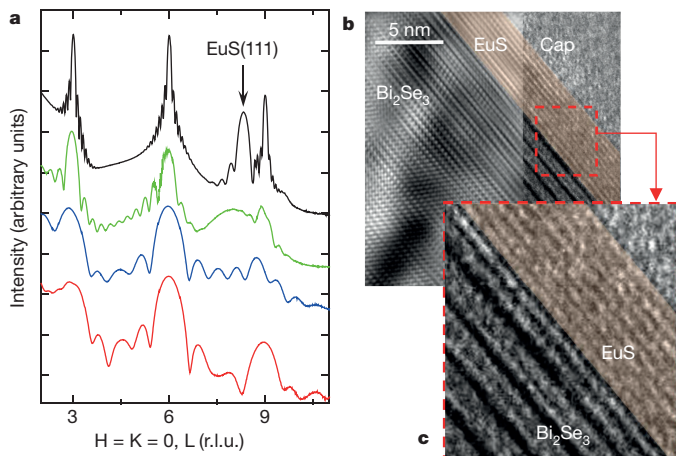 a
Intensity (arbitrary units)
EuS(111)
3
6
9
H = K = 0, L (r.l.u.)
b
5 nm
EuS
Cap
Bi₂Se₃
EuS
Bi₂Se₃
c